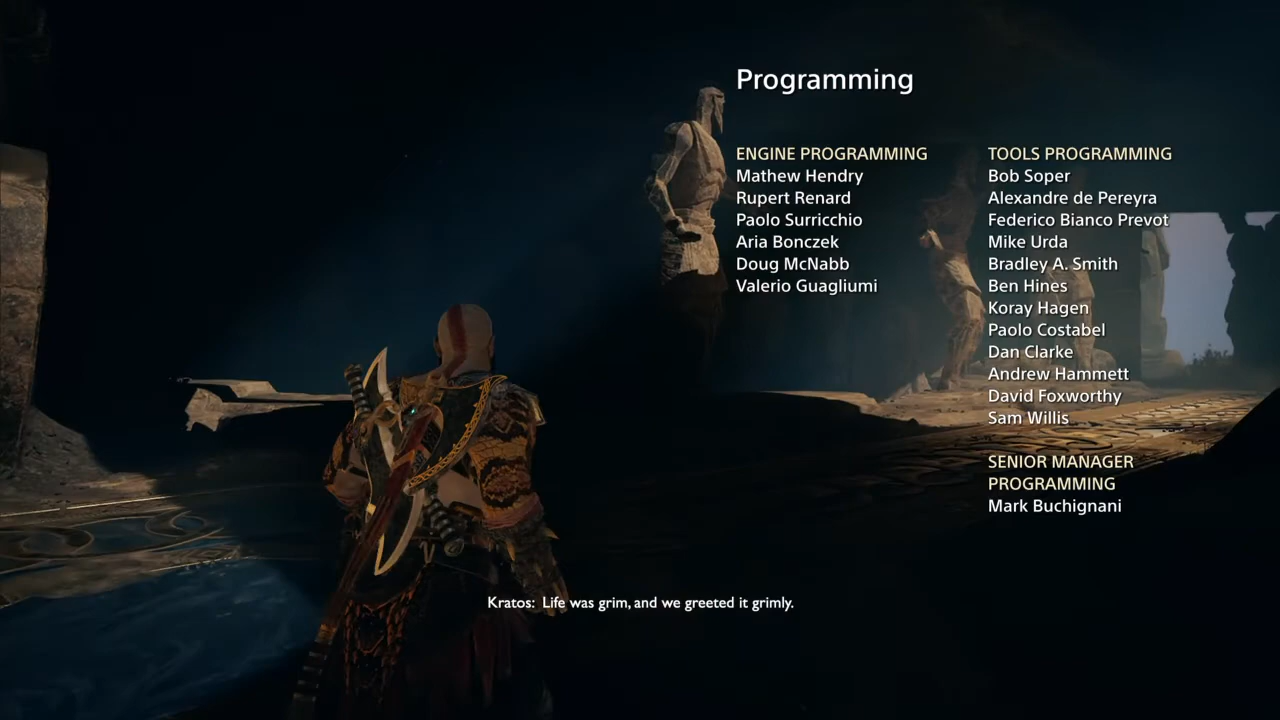 Programming
ENGINE PROGRAMMING
Mathew Hendry
Rupert Renard
Paolo Surricchio
Aria Bonczek
Doug McNabb
Valerio Guagliumi
TOOLS PROGRAMMING
Bob Soper
Alexandre de Pereyra
Federico Bianco Prevot
Mike Urda
Bradley A. Smith
Ben Hines
Koray Hagen
Paolo Costabel
Dan Clarke
Andrew Hammett
David Foxworthy
Sam Willis
SENIOR MANAGER
PROGRAMMING
Mark Buchignani
Kratos: Life was grim, and we greeted it grimly.